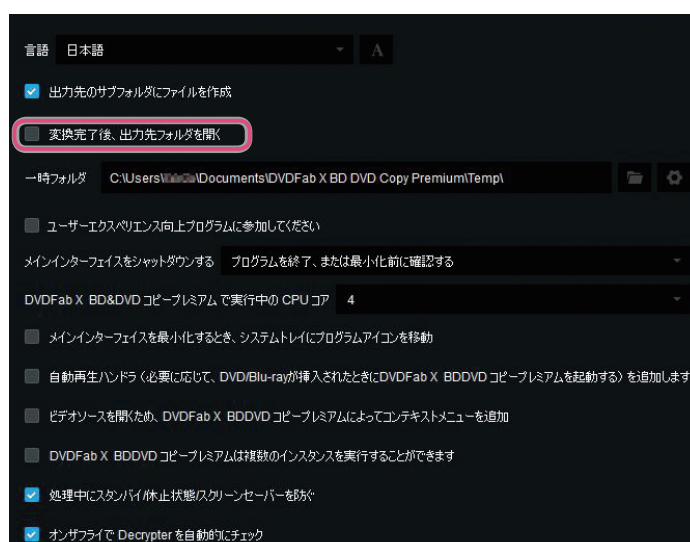 言語 日本語 A
出力先のサブフォルダにファイルを作成
変換完了後、出力先フォルダを開く
一時フォルダ C:\Users\ \Documents\DVDFab X BD DVD Copy Premium\Temp\
ユーザーエクスペリエンス向上プログラムに参加してください
メインインターフェイスをシャットダウンする プログラムを終了、または最小化前に確認する
DVDFab X BD&DVD コピープレミアム で実行中の CPU コア 4
メインインターフェイスを最小化するとき、システムトレイにプログラムアイコンを移動
自動再生ハンドラ（必要に応じて、DVD/Blu-rayが挿入されたときにDVDFab X BDDVD コピープレミアムを起動する）を追加します
ビデオソースを開くため、DVDFab X BDDVD コピープレミアムによってコンテキストメニューを追加
DVDFab X BDDVD コピープレミアムは複数のインスタンスを実行することができます
処理中にスタンバイ/休止状態/スクリーンセーバーを防ぐ
オンザフライで Decrypter を自動的にチェック